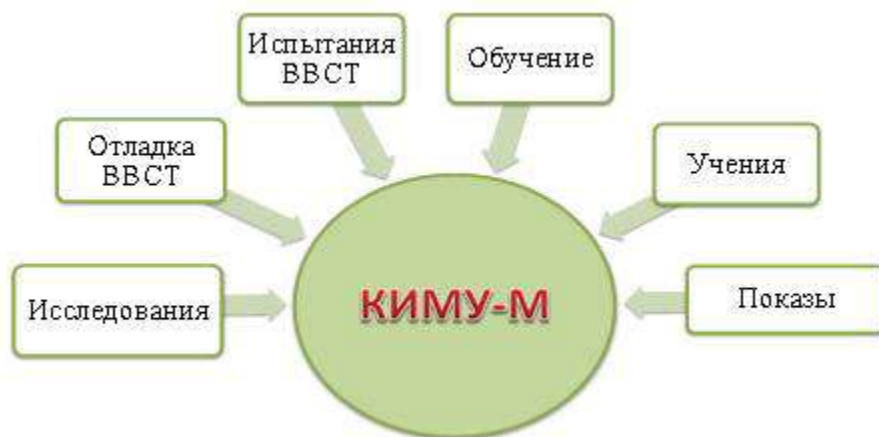 Испытания
ВВСТ
Обучение
Отладка
ВВСТ
Учения
Исследования
КИМУ-М
Показы